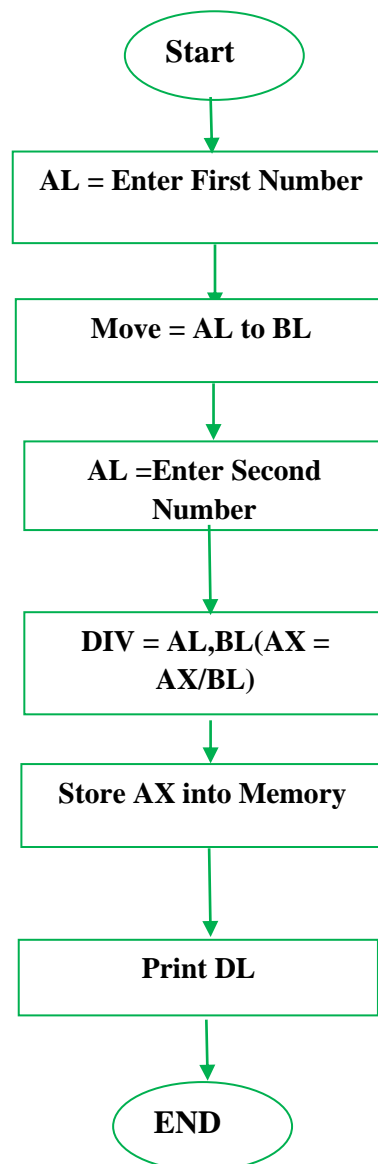 Start
AL = Enter First Number
Move = AL to BL
AL =Enter Second
Number
DIV = AL,BL(AX =
AX/BL)
Store AX into Memory
Print DL
END